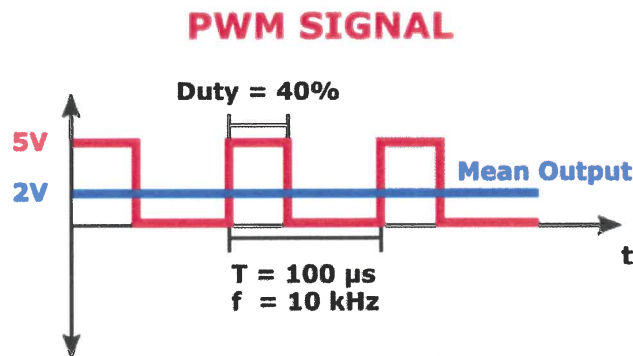 PWM SIGNAL
Duty = 40%
5V
Mean Output
2V
t
T = 100 µs
f = 10 kHz